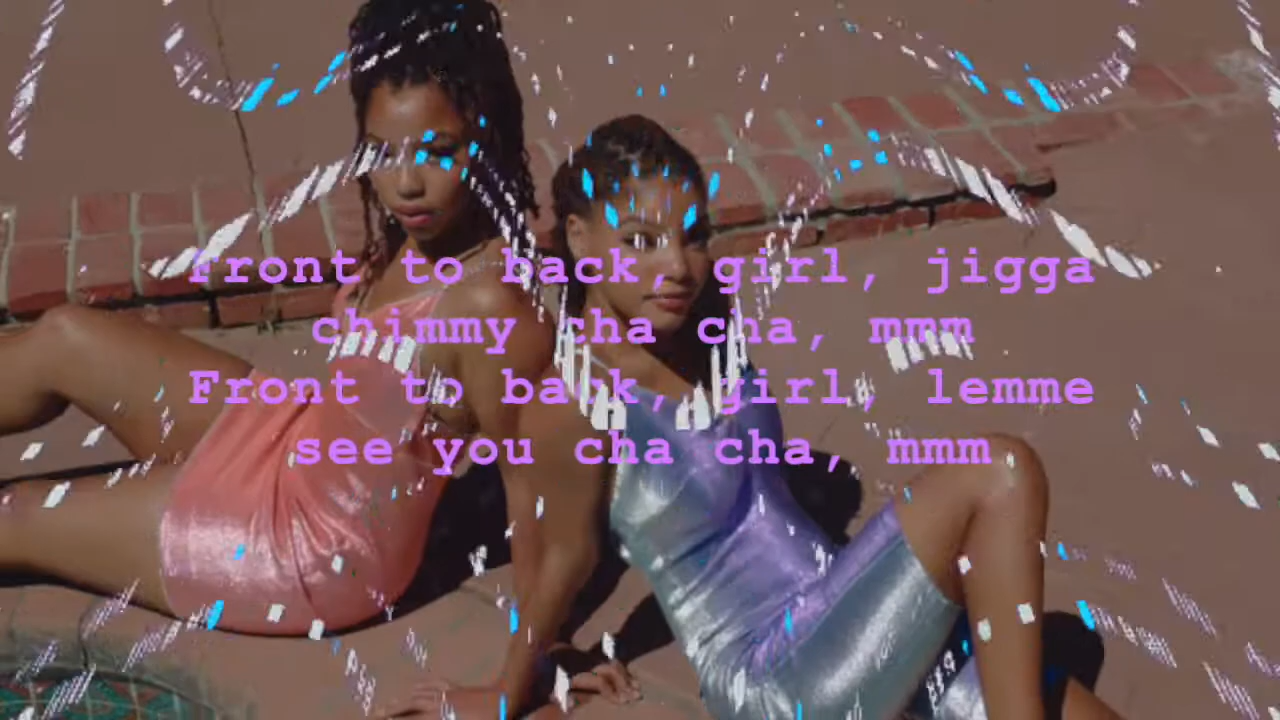 Front to back, girl, jigga
chimmy cha cha, mmm
Front to back, girl, lemme
see you cha cha, mmm